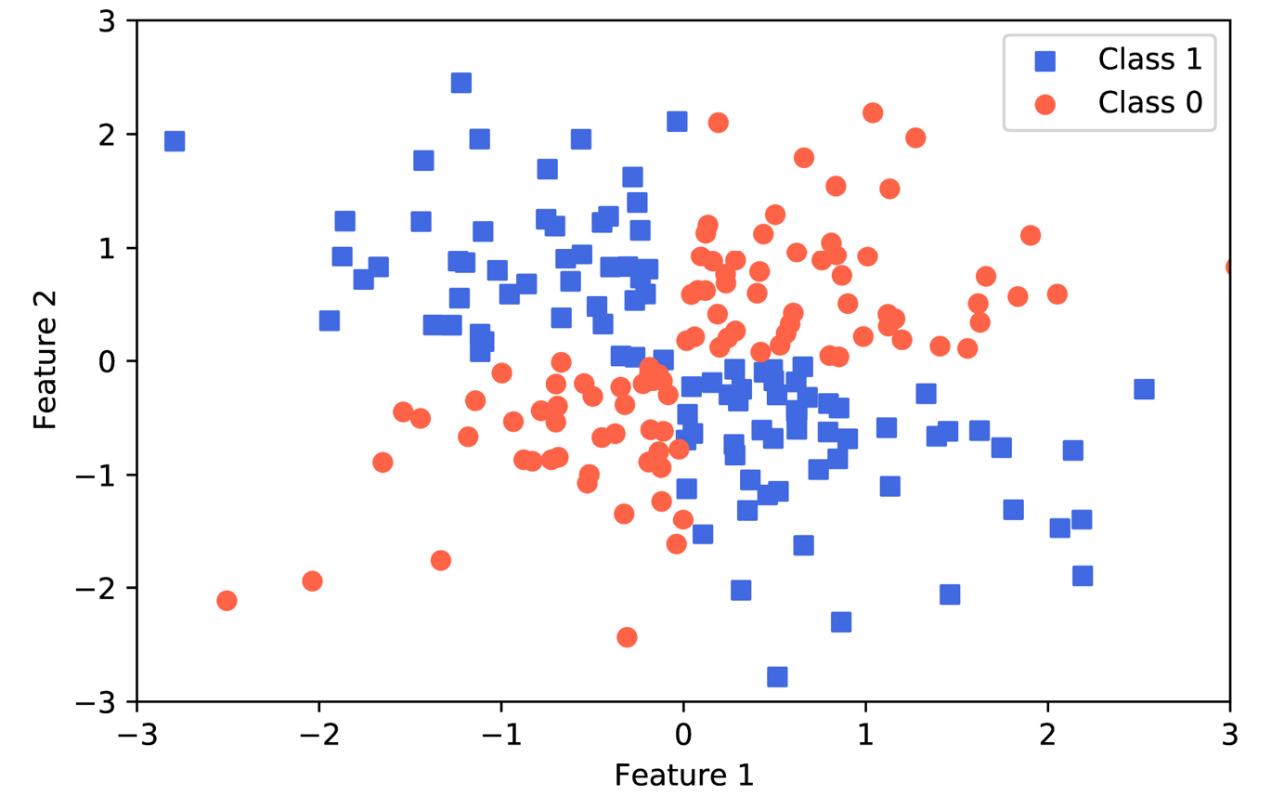 3
2
1
0
−1
−2
−3
Feature 2
Class 1
Class 0
−3 −2 −1 0 1 2 3
Feature 1